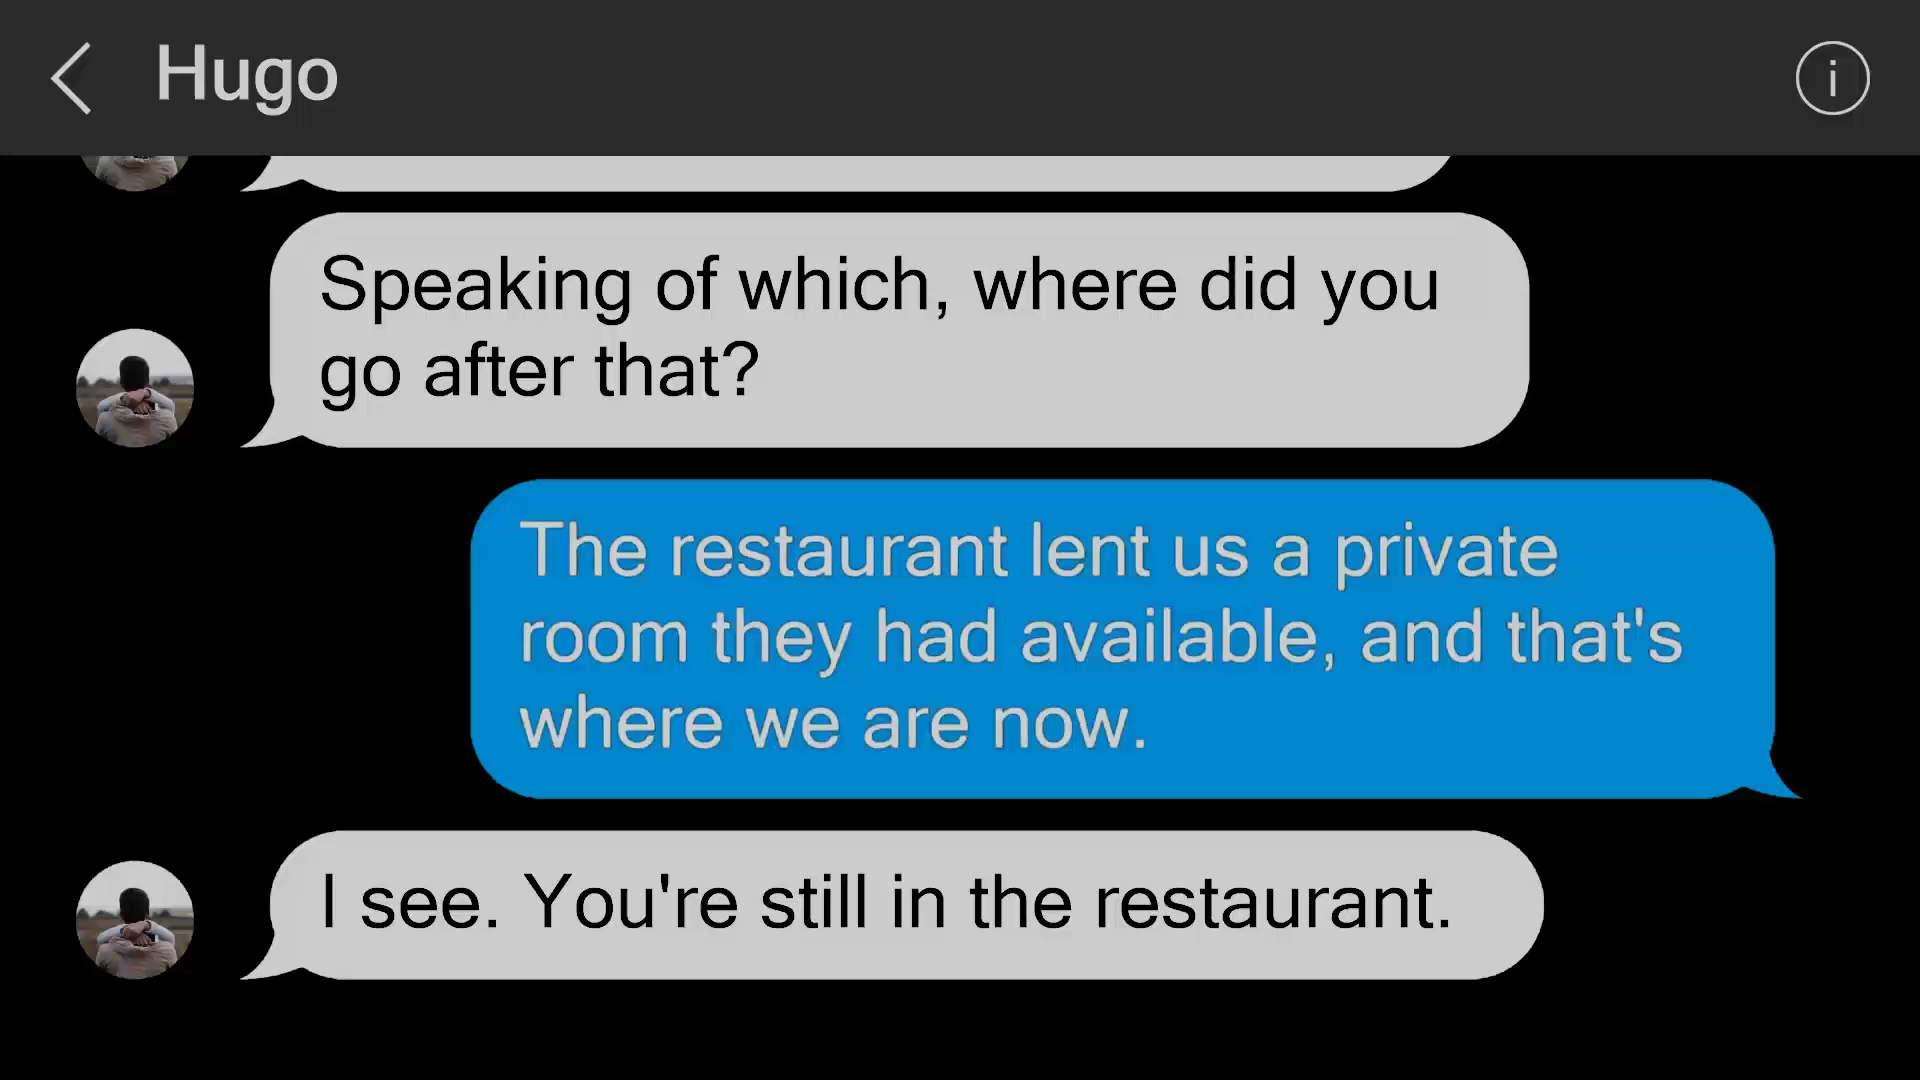 Hugo
i
Speaking of which, where did you
go after that?
The restaurant lent us a private
room they had available, and that's
where we are now.
I see. You're still in the restaurant.